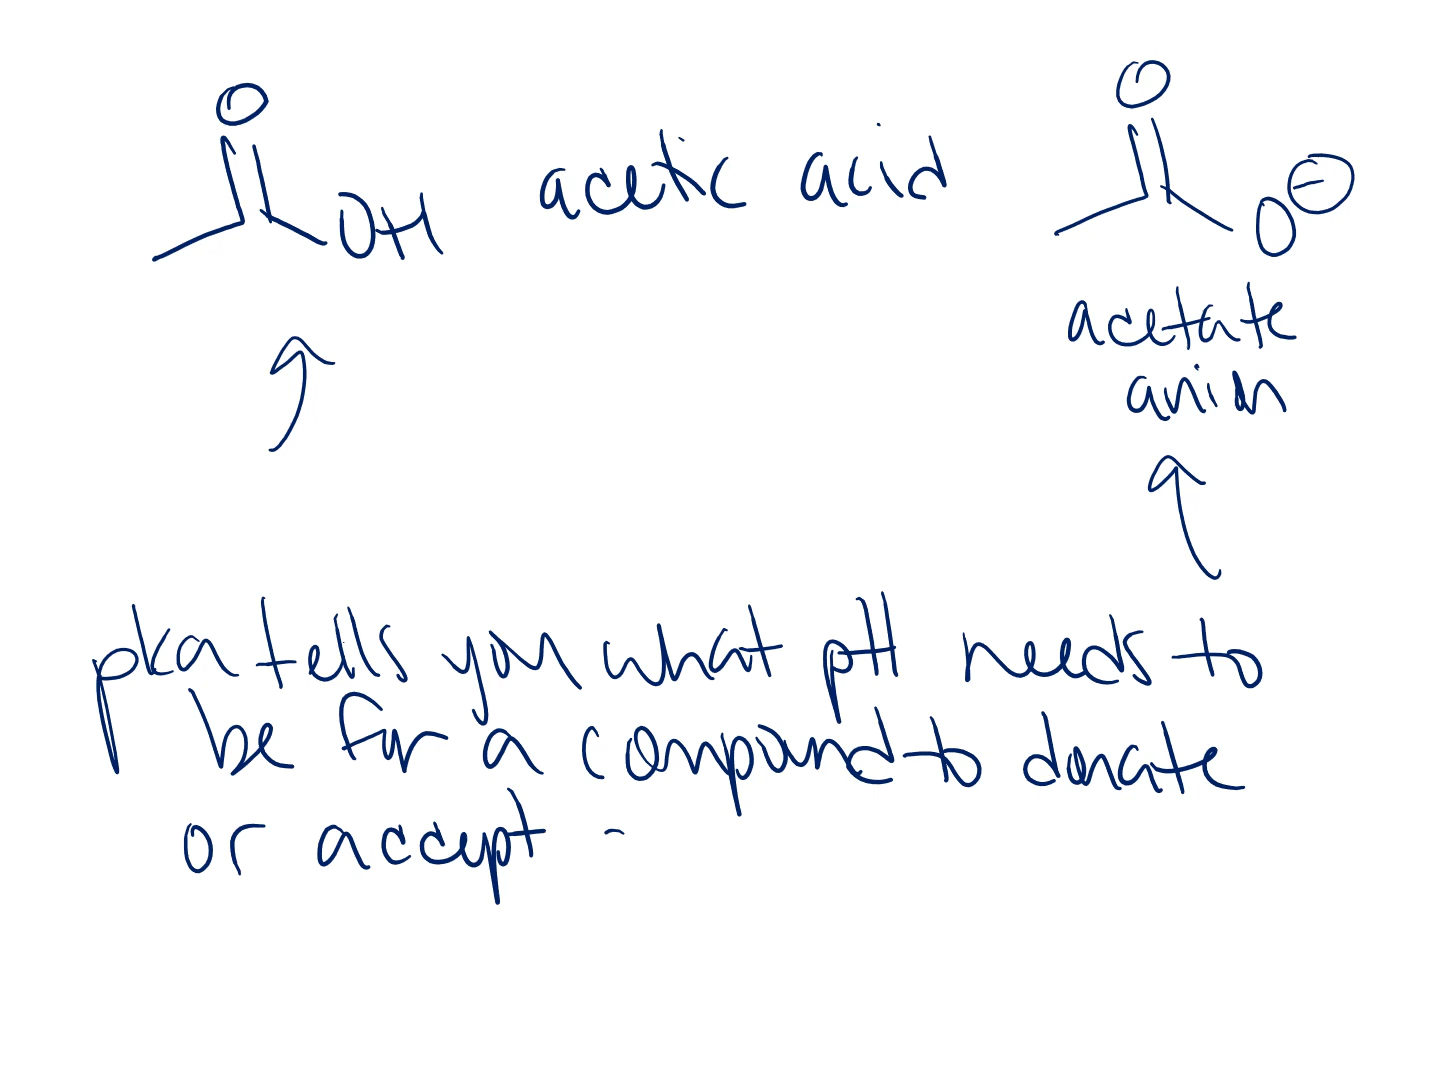 O
OH
acetic acid
O
O⊖
acetate
anion
pka tells you what pH needs to
be for a compound to donate
or accept -